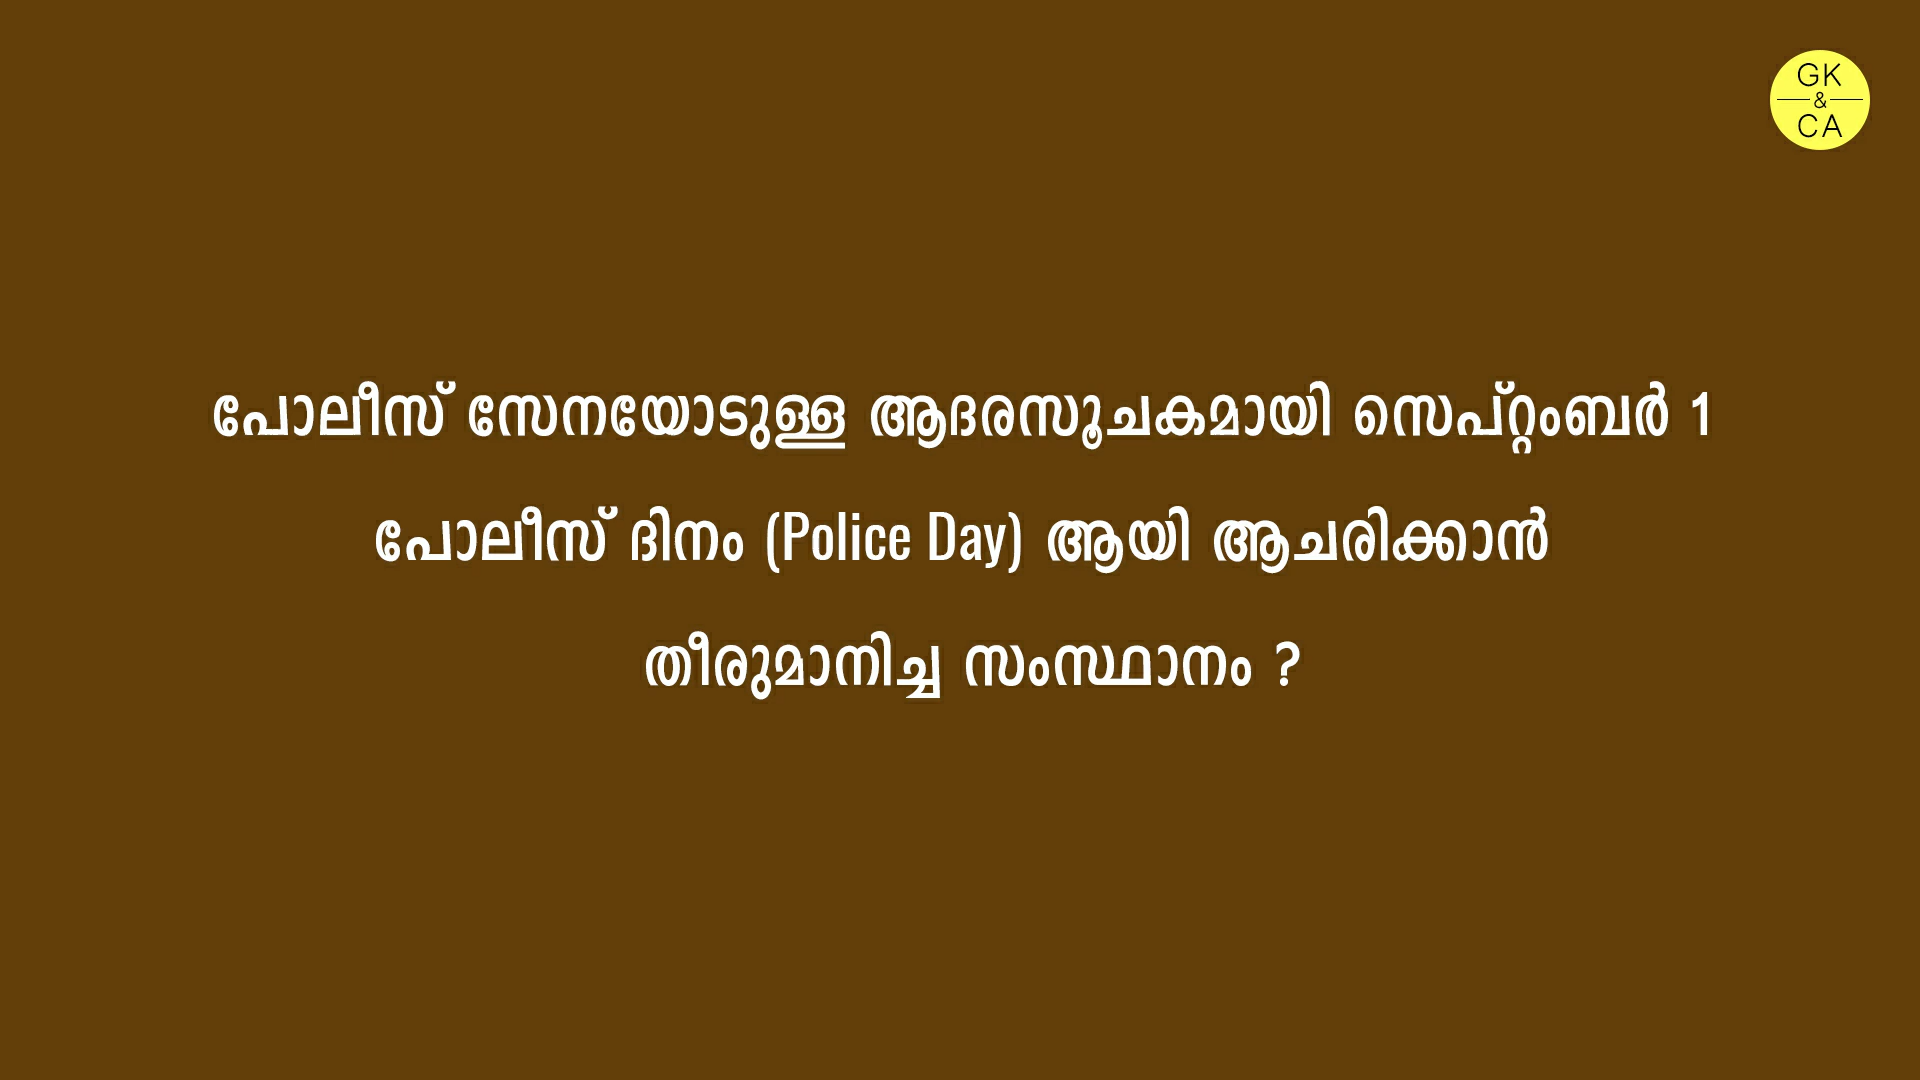 GK
&
CA
പോലീസ് സേനയോടുള്ള ആദരസൂചകമായി സെപ്റ്റംബർ 1
പോലീസ് ദിനം (Police Day) ആയി ആചരിക്കാൻ
തീരുമാനിച്ച സംസ്ഥാനം ?